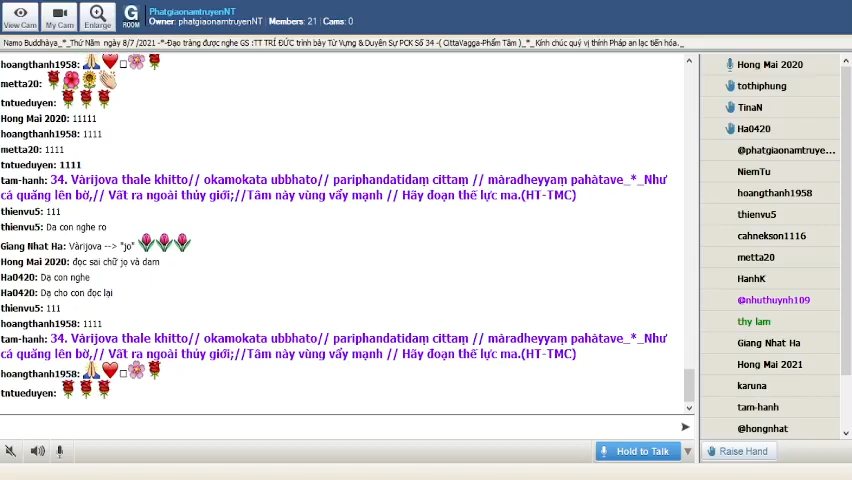 View Cam
My Cam
Enlarge
G
ROOM
PhatgiaonamtruyenNT
Owner: phatgiaonamtruyenNT | Members: 21 | Cams: 0
Namo Buddhàya_*_Thứ Năm ngày 8/7 /2021 -*-Đạo tràng được nghe GS :TT TRÍ ĐỨC trình bày Từ Vựng & Duyên Sự PCK Số 34 -( CittaVagga-Phẩm Tâm )_*_Kính chúc quý vị thính Pháp an lạc tiến hóa._
hoangthanh1958:
metta20:
tntueduyen:
Hong Mai 2020: 11111
hoangthanh1958: 1111
metta20: 1111
tntueduyen: 1111
tam-hanh: 34. Vàrijova thale khitto// okamokata ubbhato// pariphandatidaṃ cittaṃ // màradheyyaṃ pahàtave_*_Như
cá quăng lên bờ,// Vất ra ngoài thủy giới;//Tâm này vùng vẫy mạnh // Hãy đoạn thế lực ma.(HT-TMC)
thienvu5: 111
thienvu5: Da con nghe ro
Giang Nhat Ha: Vàrijova --> "jo"
Hong Mai 2020: đọc sai chữ jo và dam
Ha0420: Dạ con nghe
Ha0420: Dạ cho con đọc lại
thienvu5: 111
hoangthanh1958: 1111
tam-hanh: 34. Vàrijova thale khitto// okamokata ubbhato// pariphandatidaṃ cittaṃ // màradheyyaṃ pahàtave_*_Như
cá quăng lên bờ,// Vất ra ngoài thủy giới;//Tâm này vùng vẫy mạnh // Hãy đoạn thế lực ma.(HT-TMC)
hoangthanh1958:
tntueduyen:
Hold to Talk
Hong Mai 2020
tothiphung
TinaN
Ha0420
@phatgiaonamtruye...
NiemTu
hoangthanh1958
thienvu5
cahnekson1116
metta20
HanhK
@nhuthuynh109
thy lam
Giang Nhat Ha
Hong Mai 2021
karuna
tam-hanh
@hongnhat
Raise Hand